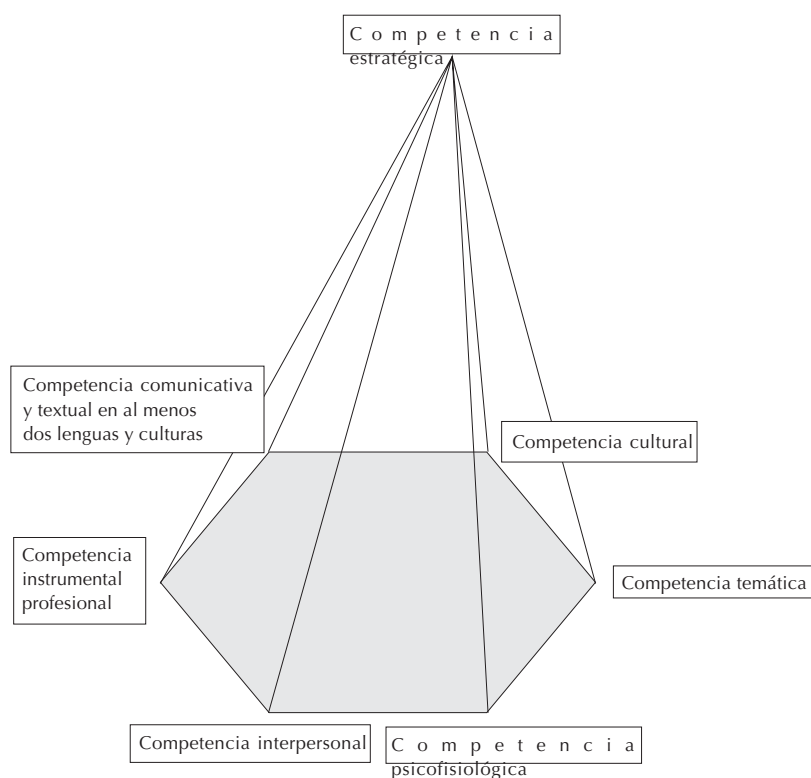 Competencia
estratégica
Competencia comunicativa
y textual en al menos
dos lenguas y culturas
Competencia cultural
Competencia
instrumental
profesional
Competencia temática
Competencia interpersonal
Competencia
psicofisiológica